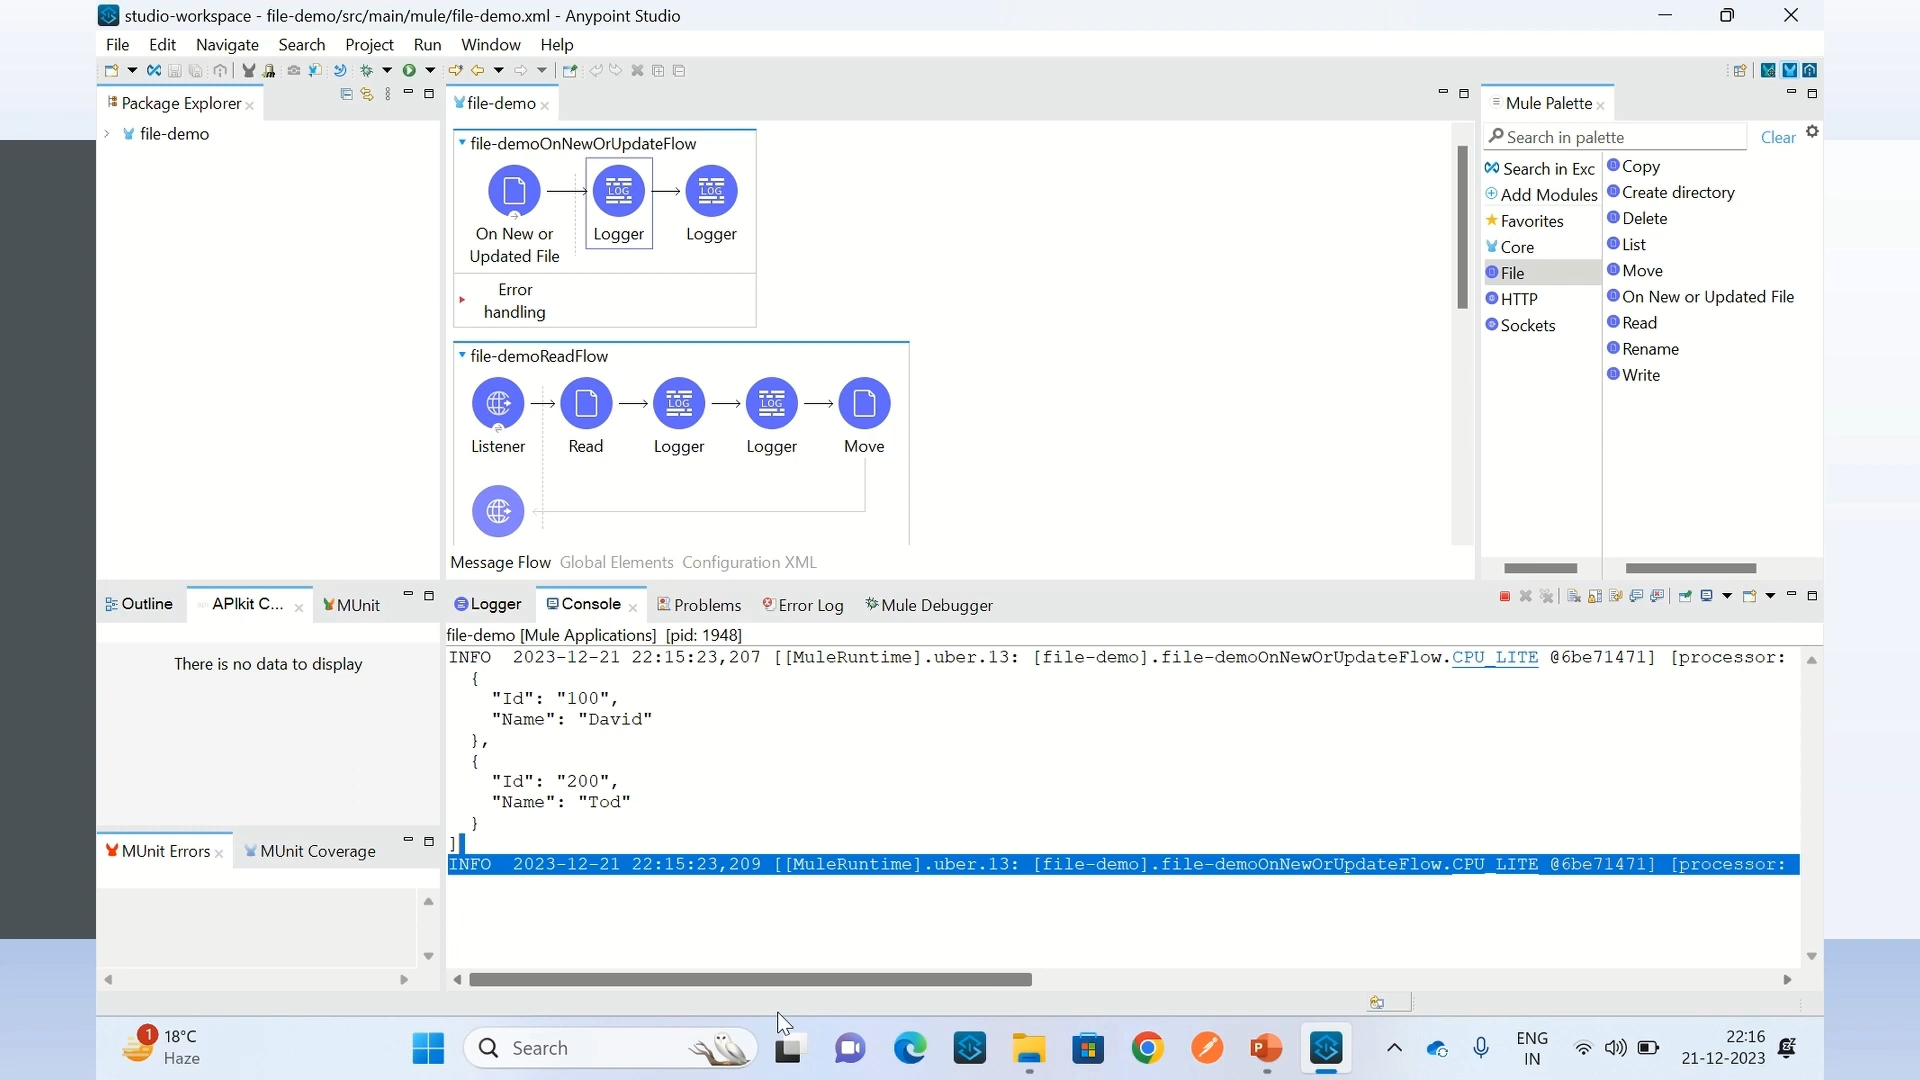 studio-workspace - file-demo/src/main/mule/file-demo.xml - Anypoint Studio
File Edit Navigate Search Project Run Window Help
Package Explorer
file-demo
file-demo
file-demoOnNewOrUpdateFlow
LOG LOG
On New or Updated File
Logger
Logger
Error handling
file-demoReadFlow
LOG LOG
Listener Read Logger Logger Move
Message Flow Global Elements Configuration XML
Mule Palette
Search in palette
Clear
Search in Exc
Add Modules
Favorites
Core
File
HTTP
Sockets
Copy
Create directory
Delete
List
Move
On New or Updated File
Read
Rename
Write
Outline APIkit C... MUnit
There is no data to display
MUnit Errors MUnit Coverage
Logger Console Problems Error Log Mule Debugger
file-demo [Mule Applications] [pid: 1948]
INFO 2023-12-21 22:15:23,207 [[MuleRuntime].uber.13: [file-demo].file-demoOnNewOrUpdateFlow.CPU_LITE @6be71471] [processor:
{
"Id": "100",
"Name": "David"
},
{
"Id": "200",
"Name": "Tod"
}
]
INFO 2023-12-21 22:15:23,209 [[MuleRuntime].uber.13: [file-demo].file-demoOnNewOrUpdateFlow.CPU_LITE @6be71471] [processor:
1
18°C
Haze
Search
P
ENG
IN
22:16
21-12-2023